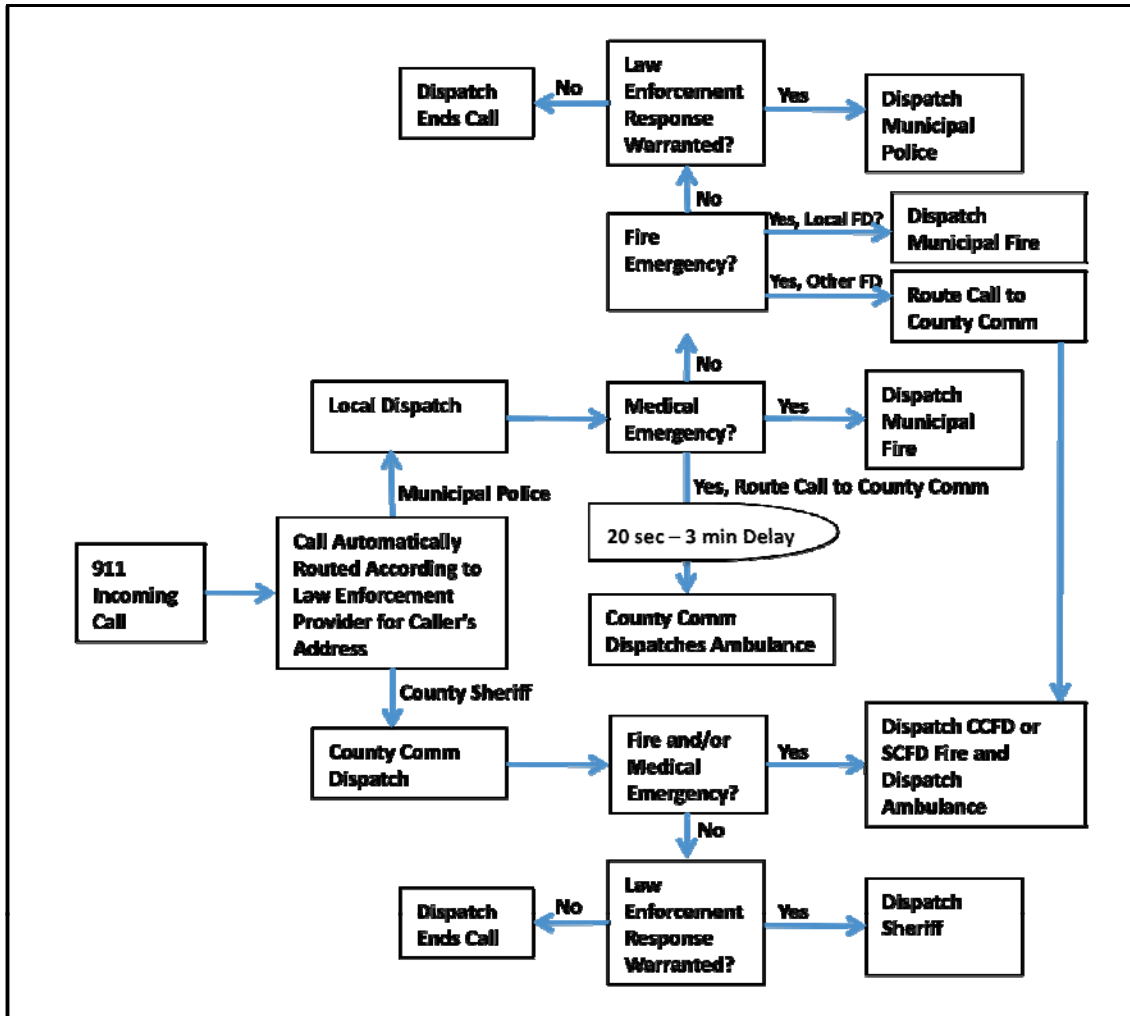 Law
Enforcement
Response
Warranted?
No
Dispatch
Ends Call
Yes
Dispatch
Municipal
Police
No
Fire
Emergency?
Yes, Local FD?
Dispatch
Municipal Fire
Yes, Other FD
Route Call to
County Comm
No
Local Dispatch
Medical
Emergency?
Yes
Dispatch
Municipal
Fire
Municipal Police
Yes, Route Call to County Comm
20 sec – 3 min Delay
County Comm
Dispatches Ambulance
911
Incoming
Call
Call Automatically
Routed According to
Law Enforcement
Provider for Caller's
Address
County Sheriff
County Comm
Dispatch
Fire and/or
Medical
Emergency?
Yes
Dispatch CCFD or
SCFD Fire and
Dispatch
Ambulance
No
Law
Enforcement
Response
Warranted?
No
Dispatch
Ends Call
Yes
Dispatch
Sheriff